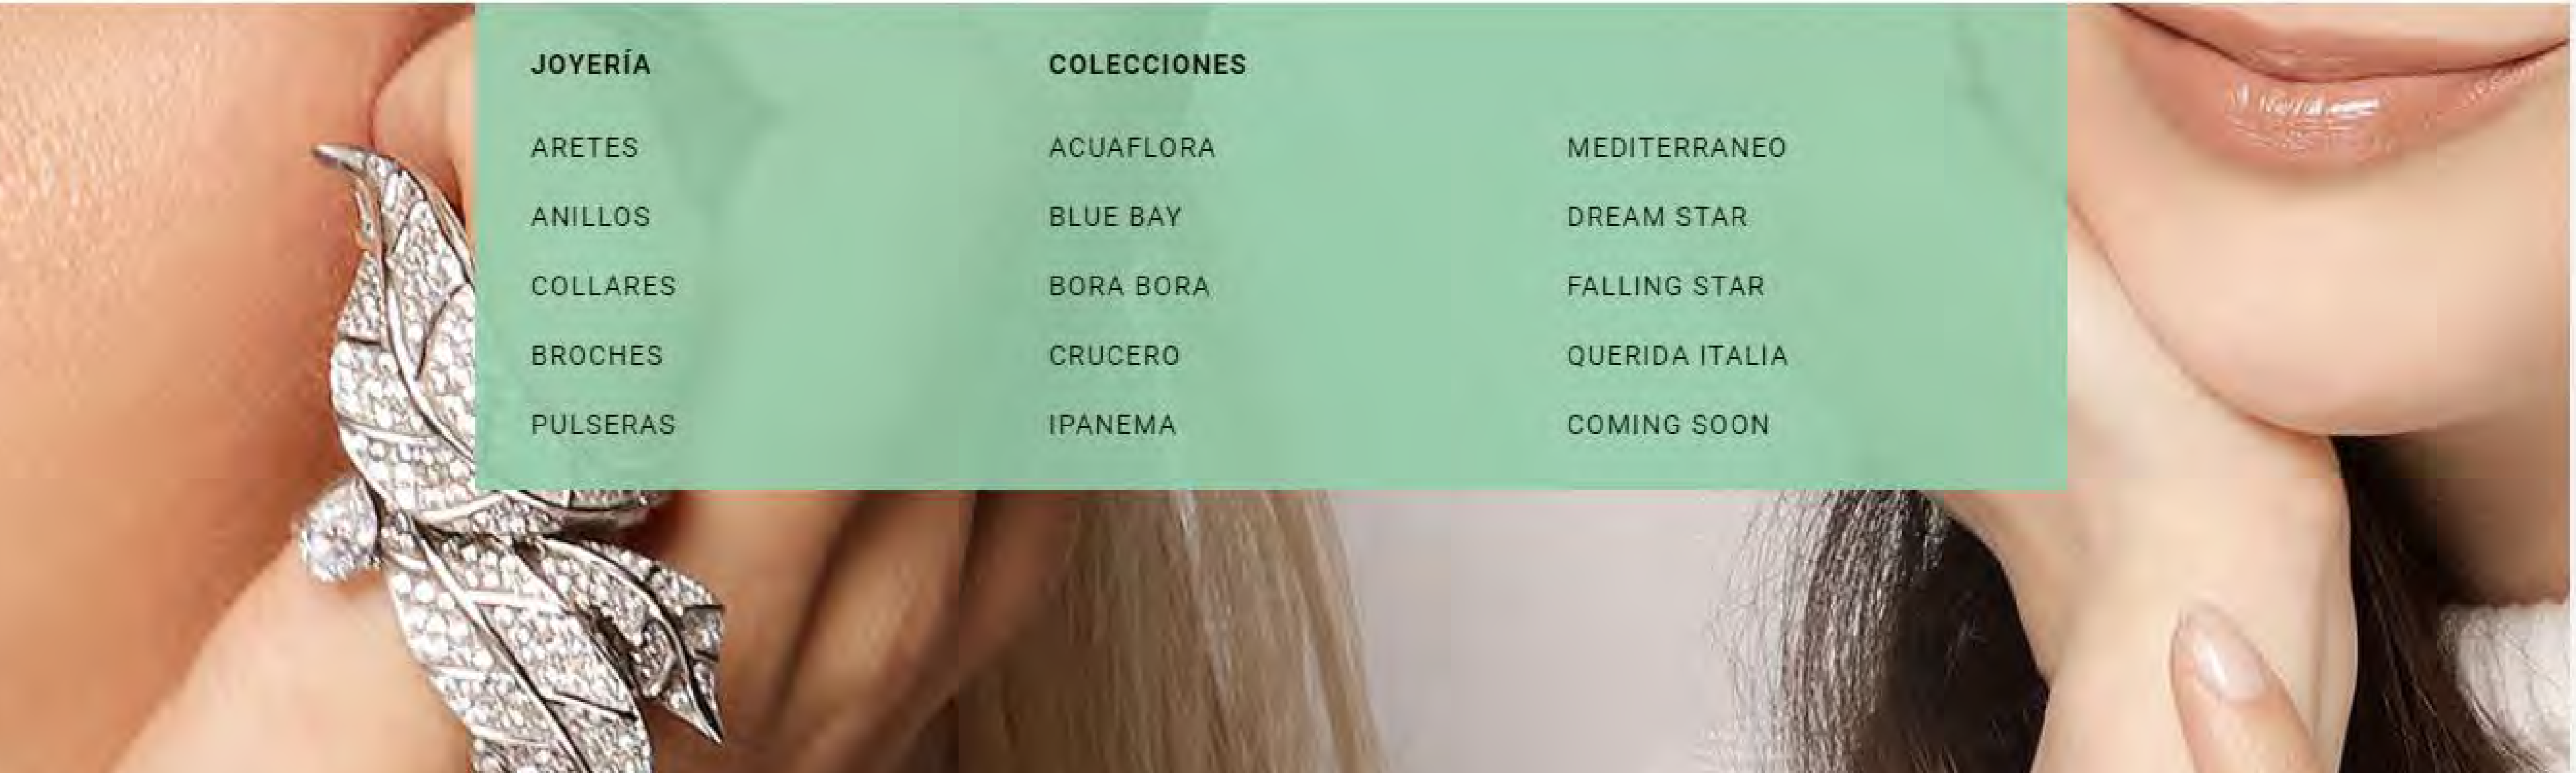 JOYERÍA
ARETES
ANILLOS
COLLARES
BROCHES
PULSERAS
COLECCIONES
ACUAFLORA
BLUE BAY
BORA BORA
CRUCERO
IPANEMA
MEDITERRANEO
DREAM STAR
FALLING STAR
QUERIDA ITALIA
COMING SOON